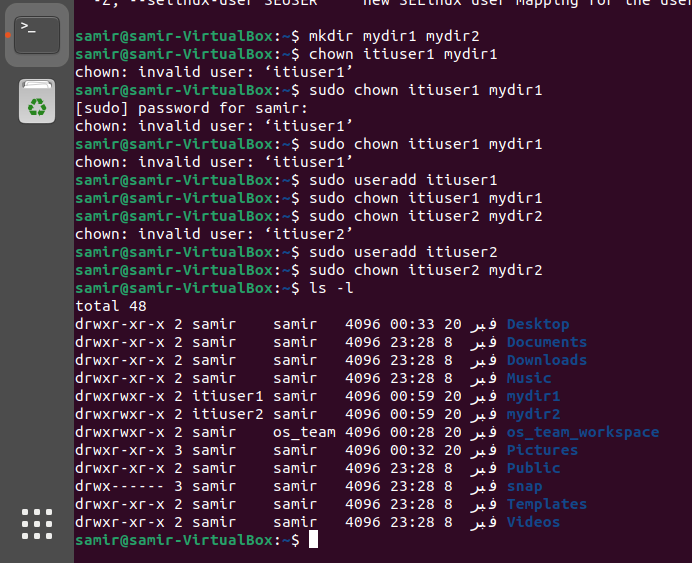 -Z, --selinux-user SEUSER new SELinux user mapping for the user
samir@samir-VirtualBox:~$ mkdir mydir1 mydir2
samir@samir-VirtualBox:~$ chown itiuser1 mydir1
chown: invalid user: ‘itiuser1’
samir@samir-VirtualBox:~$ sudo chown itiuser1 mydir1
[sudo] password for samir:
chown: invalid user: ‘itiuser1’
samir@samir-VirtualBox:~$ sudo chown itiuser1 mydir1
chown: invalid user: ‘itiuser1’
samir@samir-VirtualBox:~$ sudo useradd itiuser1
samir@samir-VirtualBox:~$ sudo chown itiuser1 mydir1
samir@samir-VirtualBox:~$ sudo chown itiuser2 mydir2
chown: invalid user: ‘itiuser2’
samir@samir-VirtualBox:~$ sudo useradd itiuser2
samir@samir-VirtualBox:~$ sudo chown itiuser2 mydir2
samir@samir-VirtualBox:~$ ls -l
total 48
drwxr-xr-x 2 samir samir 4096 00:33 20 فبر Desktop
drwxr-xr-x 2 samir samir 4096 23:28 8 فبر Documents
drwxr-xr-x 2 samir samir 4096 23:28 8 فبر Downloads
drwxr-xr-x 2 samir samir 4096 23:28 8 فبر Music
drwxrwxr-x 2 itiuser1 samir 4096 00:59 20 فبر mydir1
drwxrwxr-x 2 itiuser2 samir 4096 00:59 20 فبر mydir2
drwxrwxr-x 2 samir os_team 4096 00:28 20 فبر os_team_workspace
drwxr-xr-x 3 samir samir 4096 00:32 20 فبر Pictures
drwxr-xr-x 2 samir samir 4096 23:28 8 فبر Public
drwx------ 3 samir samir 4096 23:28 8 فبر snap
drwxr-xr-x 2 samir samir 4096 23:28 8 فبر Templates
drwxr-xr-x 2 samir samir 4096 23:28 8 فبر Videos
samir@samir-VirtualBox:~$